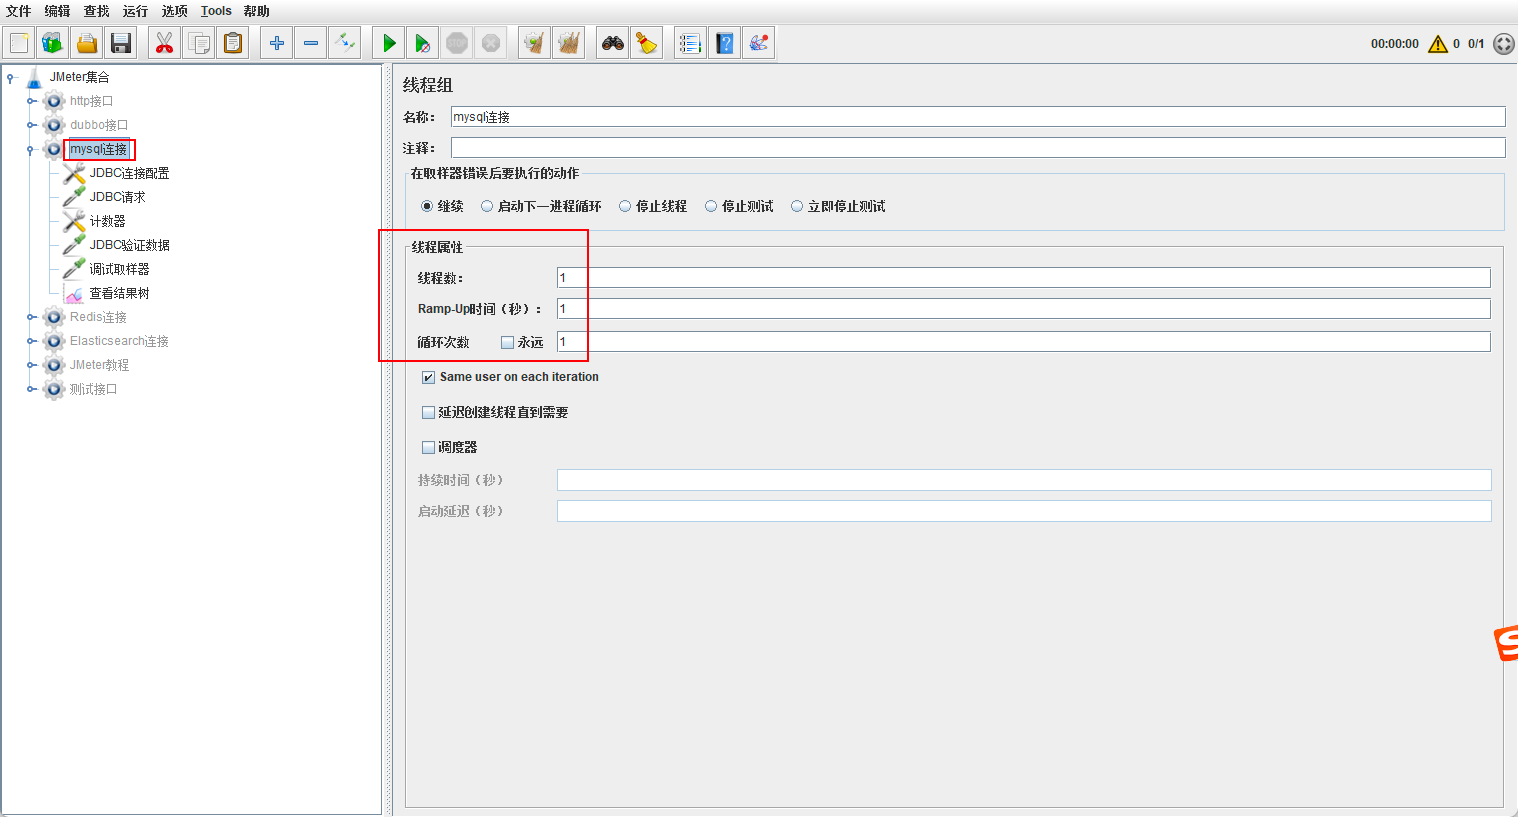 文件 编辑 查找 运行 选项 Tools 帮助
STOP
00:00:00 0 0/1
JMeter集合
http接口
dubbo接口
mysql连接
JDBC连接配置
JDBC请求
计数器
JDBC验证数据
调试取样器
查看结果树
Redis连接
Elasticsearch连接
JMeter教程
测试接口
线程组
名称： mysql连接
注释：
在取样器错误后要执行的动作
继续 启动下一进程循环 停止线程 停止测试 立即停止测试
线程属性
线程数： 1
Ramp-Up时间（秒）： 1
循环次数 永远 1
Same user on each iteration
延迟创建线程直到需要
调度器
持续时间（秒）
启动延迟（秒）